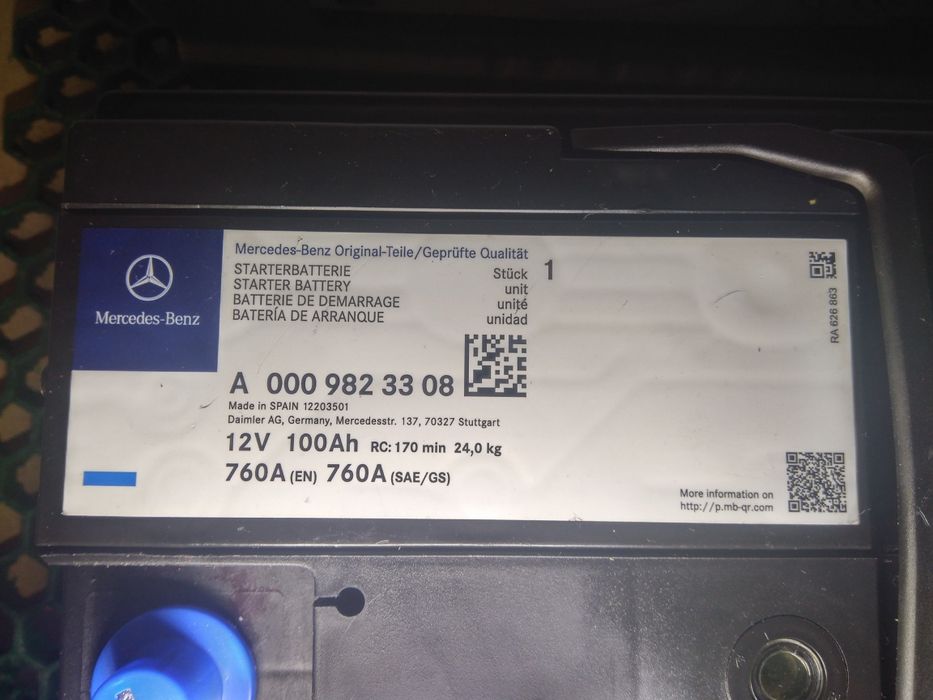 Mercedes-Benz
Mercedes-Benz Original-Teile/Geprüfte Qualität
STARTERBATTERIE
STARTER BATTERY
BATTERIE DE DEMARRAGE
BATERÍA DE ARRANQUE
Stück 1
unit
unité
unidad
A 000 982 33 08
Made in SPAIN 12203501
Daimler AG, Germany, Mercedesstr. 137, 70327 Stuttgart
12V 100Ah RC: 170 min 24,0 kg
760A (EN) 760A (SAE/GS)
RA 626 863
More information on
http://p.mb-qr.com